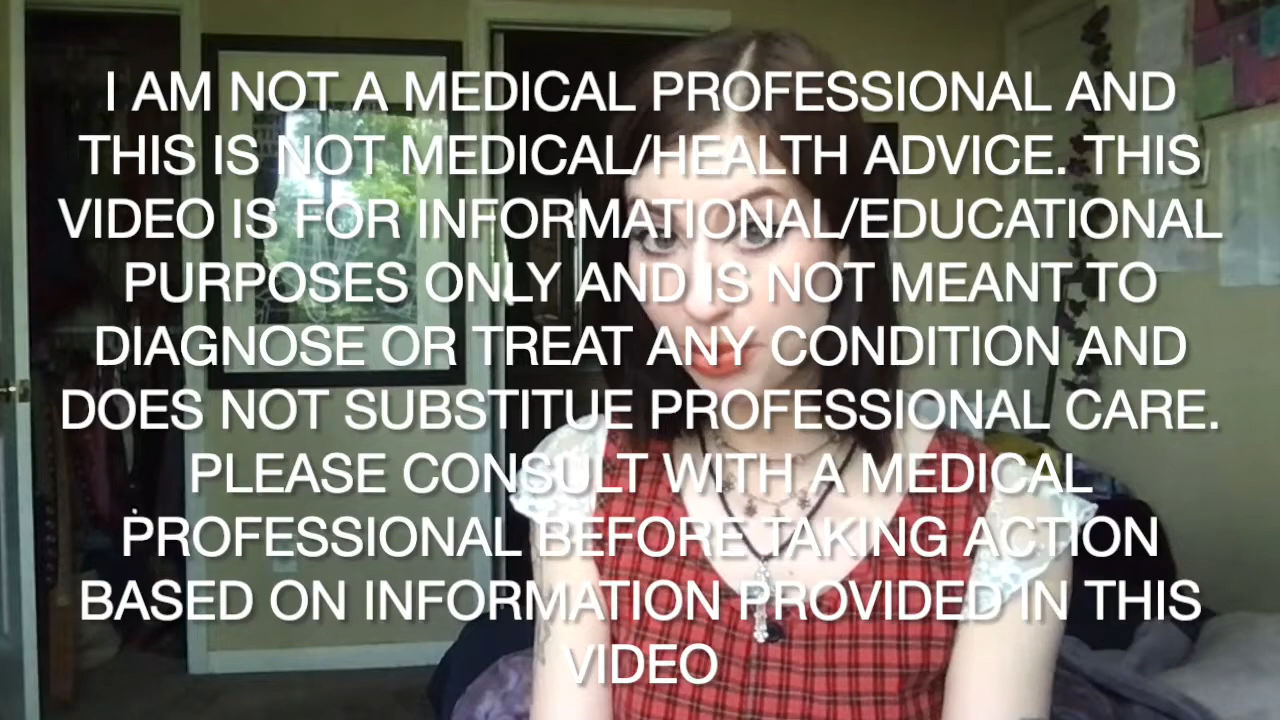 I AM NOT A MEDICAL PROFESSIONAL AND
THIS IS NOT MEDICAL/HEALTH ADVICE. THIS
VIDEO IS FOR INFORMATIONAL/EDUCATIONAL
PURPOSES ONLY AND IS NOT MEANT TO
DIAGNOSE OR TREAT ANY CONDITION AND
DOES NOT SUBSTITUE PROFESSIONAL CARE.
PLEASE CONSULT WITH A MEDICAL
PROFESSIONAL BEFORE TAKING ACTION
BASED ON INFORMATION PROVIDED IN THIS
VIDEO